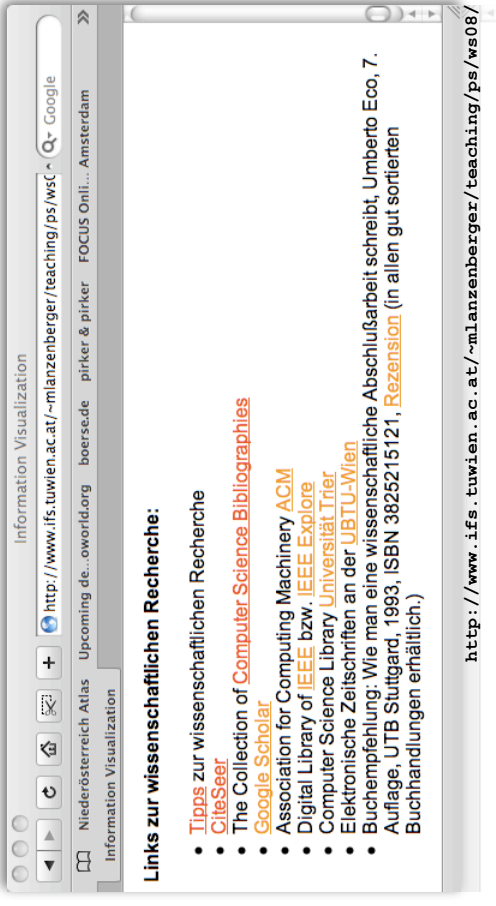 Information Visualization
http://www.ifs.tuwien.ac.at/~mlanzenberger/teaching/ps/ws0
Google
Niederösterreich Atlas Upcoming de...oworld.org boerse.de pirker & pirker FOCUS Onli... Amsterdam
Information Visualization
Links zur wissenschaftlichen Recherche:
• Tipps zur wissenschaftlichen Recherche
• CiteSeer
• The Collection of Computer Science Bibliographies
• Google Scholar
• Association for Computing Machinery ACM
• Digital Library of IEEE bzw. IEEE Explore
• Computer Science Library Universität Trier
• Elektronische Zeitschriften an der UBTU-Wien
• Buchempfehlung: Wie man eine wissenschaftliche Abschlußarbeit schreibt, Umberto Eco, 7.
Auflage, UTB Stuttgard, 1993, ISBN 3825215121, Rezension (in allen gut sortierten
Buchhandlungen erhältlich.)
http://www.ifs.tuwien.ac.at/~mlanzenberger/teaching/ps/ws08/